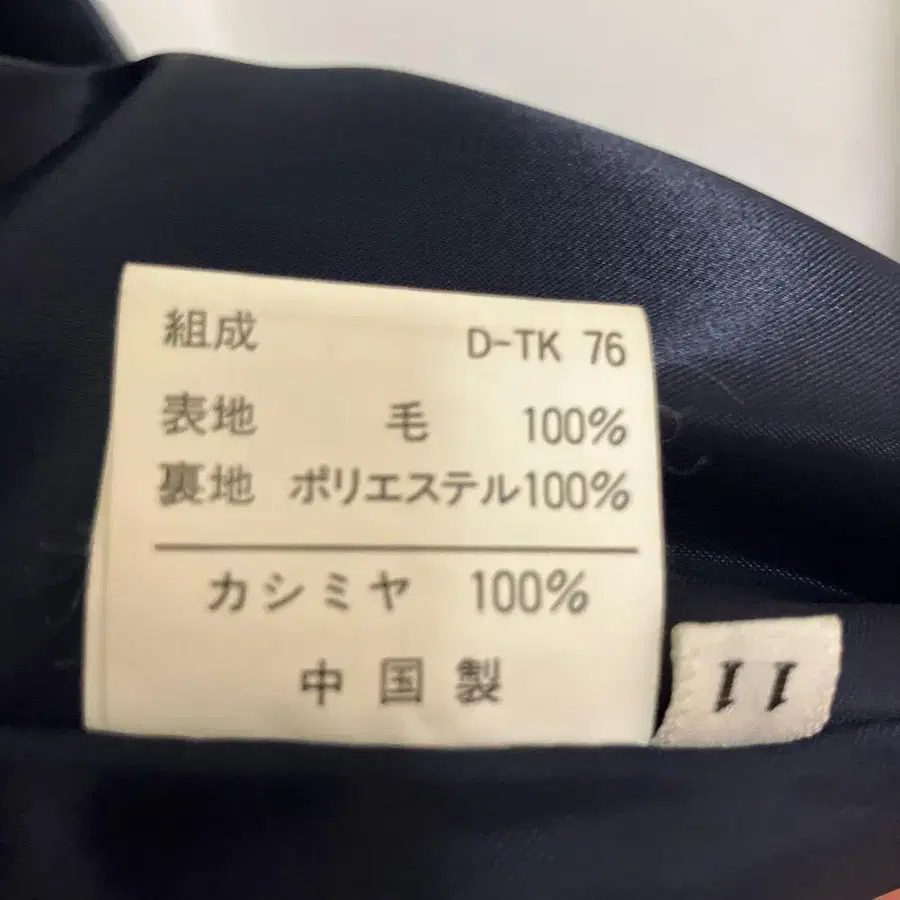 組成 D-TK 76
表地 毛 100%
裏地 ポリエステル100%
カシミヤ 100%
中国製
11